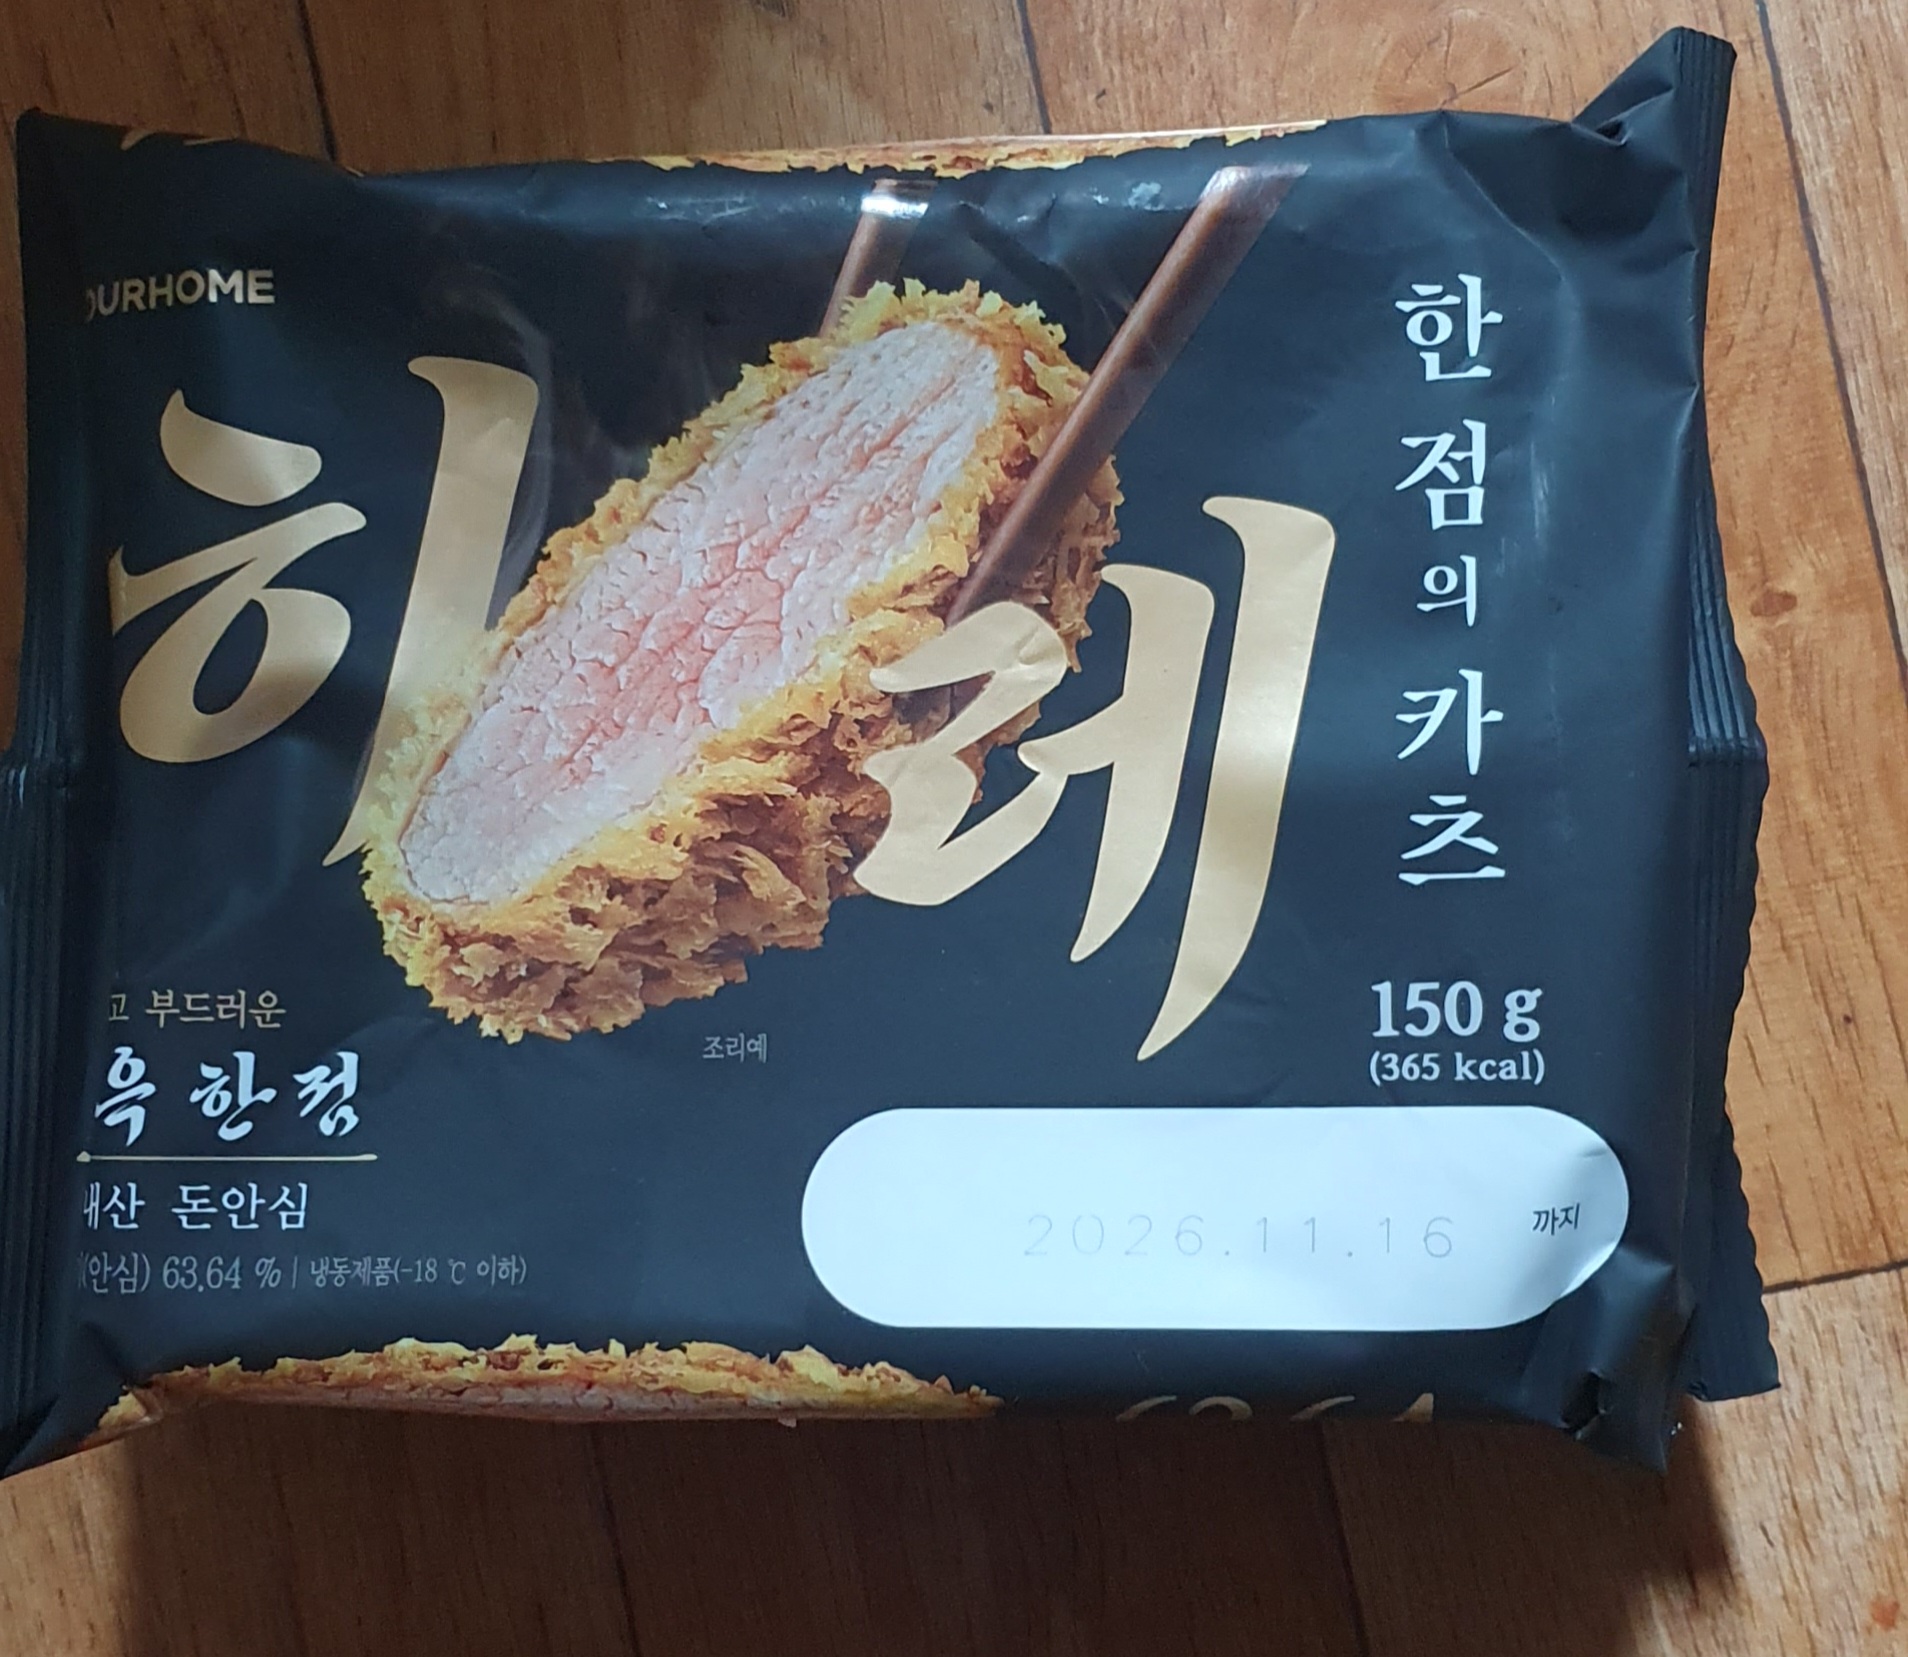 OURHOME
하레
한 점의 카츠
150 g
(365 kcal)
고 부드러운
육 한 점
조리예
내산 돈안심
(안심) 63.64 % | 냉동제품(-18 ℃ 이하)
2026.11.16
까지